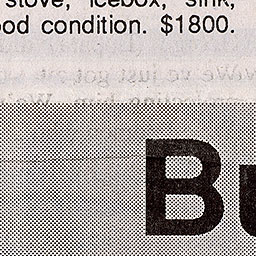 stove, icebox, sink,
ood condition. $1800.
Bu